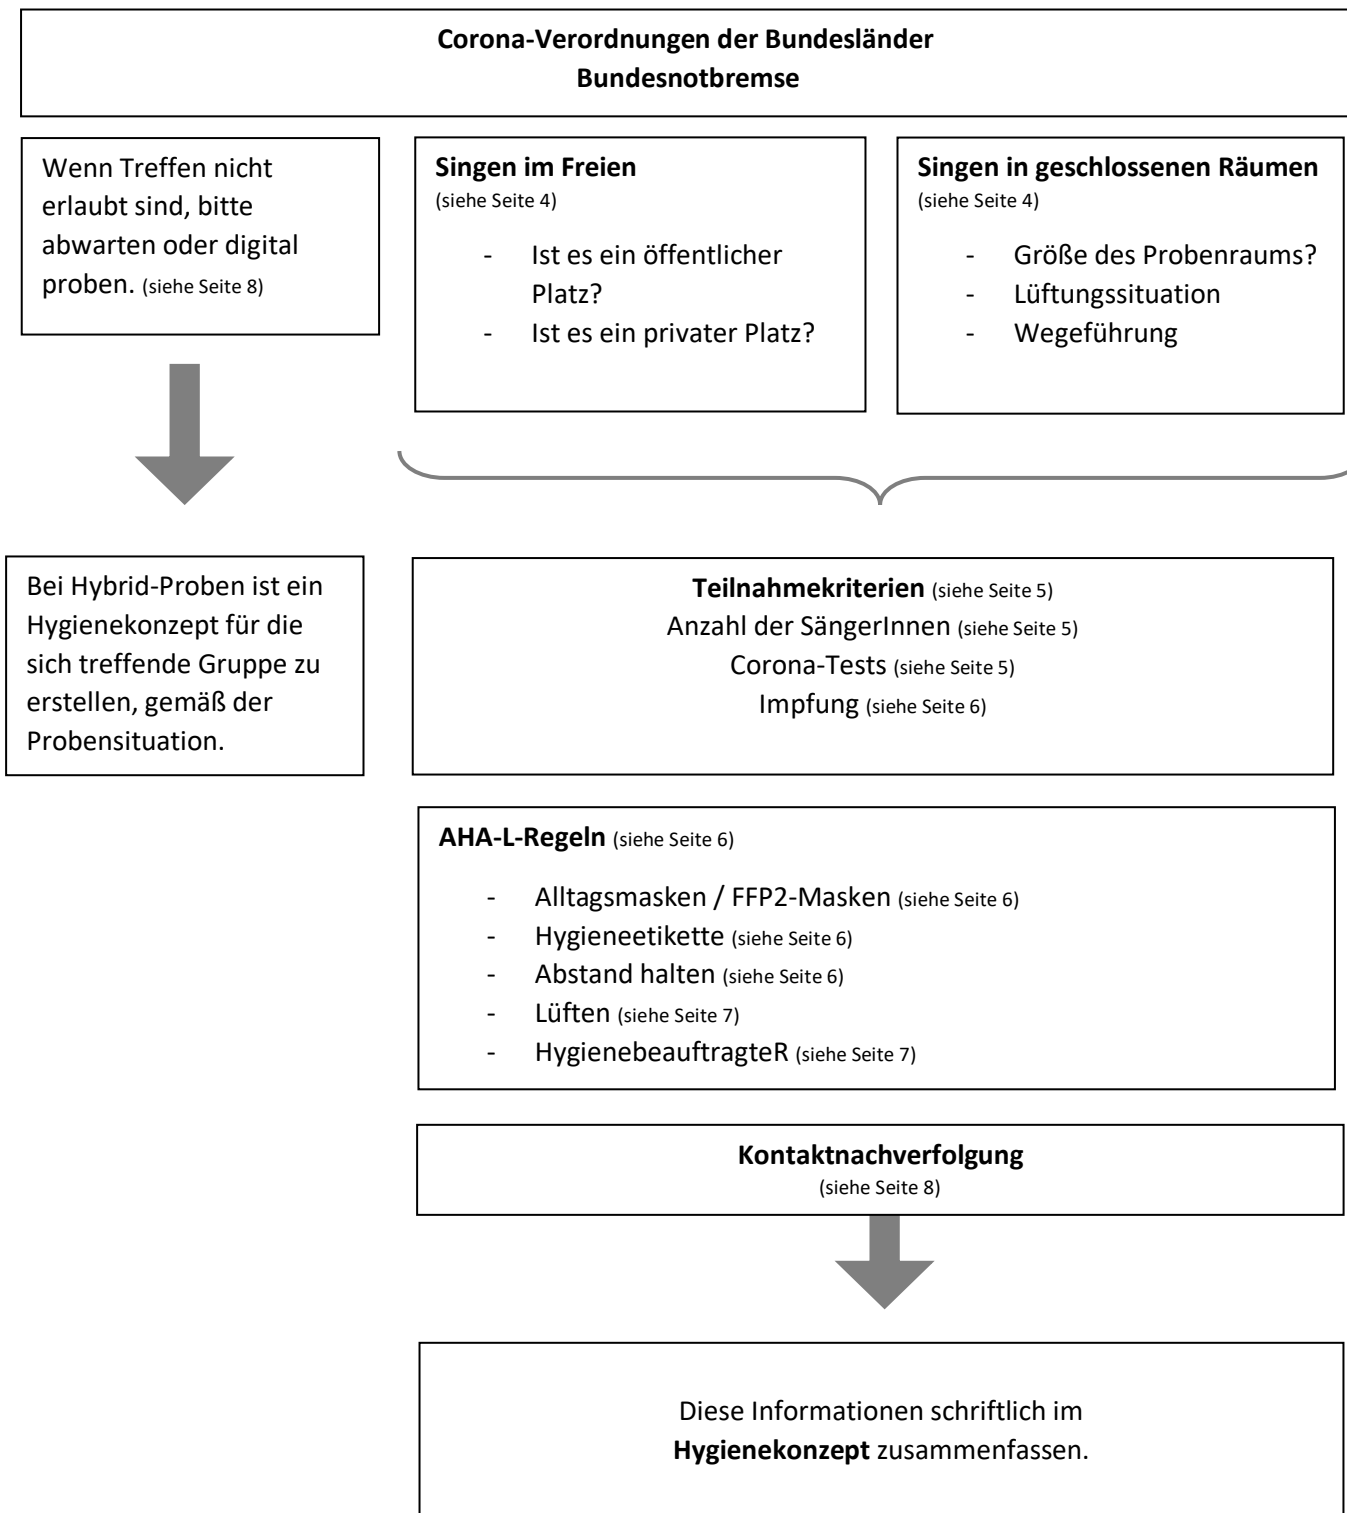 Corona-Verordnungen der Bundesländer
Bundesnotbremse
Wenn Treffen nicht
erlaubt sind, bitte
abwarten oder digital
proben. (siehe Seite 8)
Singen im Freien
(siehe Seite 4)
- Ist es ein öffentlicher
Platz?
- Ist es ein privater Platz?
Singen in geschlossenen Räumen
(siehe Seite 4)
- Größe des Probenraums?
- Lüftungssituation
- Wegeführung
Bei Hybrid-Proben ist ein
Hygienekonzept für die
sich treffende Gruppe zu
erstellen, gemäß der
Probensituation.
Teilnahmekriterien (siehe Seite 5)
Anzahl der SängerInnen (siehe Seite 5)
Corona-Tests (siehe Seite 5)
Impfung (siehe Seite 6)
AHA-L-Regeln (siehe Seite 6)
- Alltagsmasken / FFP2-Masken (siehe Seite 6)
- Hygieneetikette (siehe Seite 6)
- Abstand halten (siehe Seite 6)
- Lüften (siehe Seite 7)
- HygienebeauftragteR (siehe Seite 7)
Kontaktnachverfolgung
(siehe Seite 8)
Diese Informationen schriftlich im
Hygienekonzept zusammenfassen.